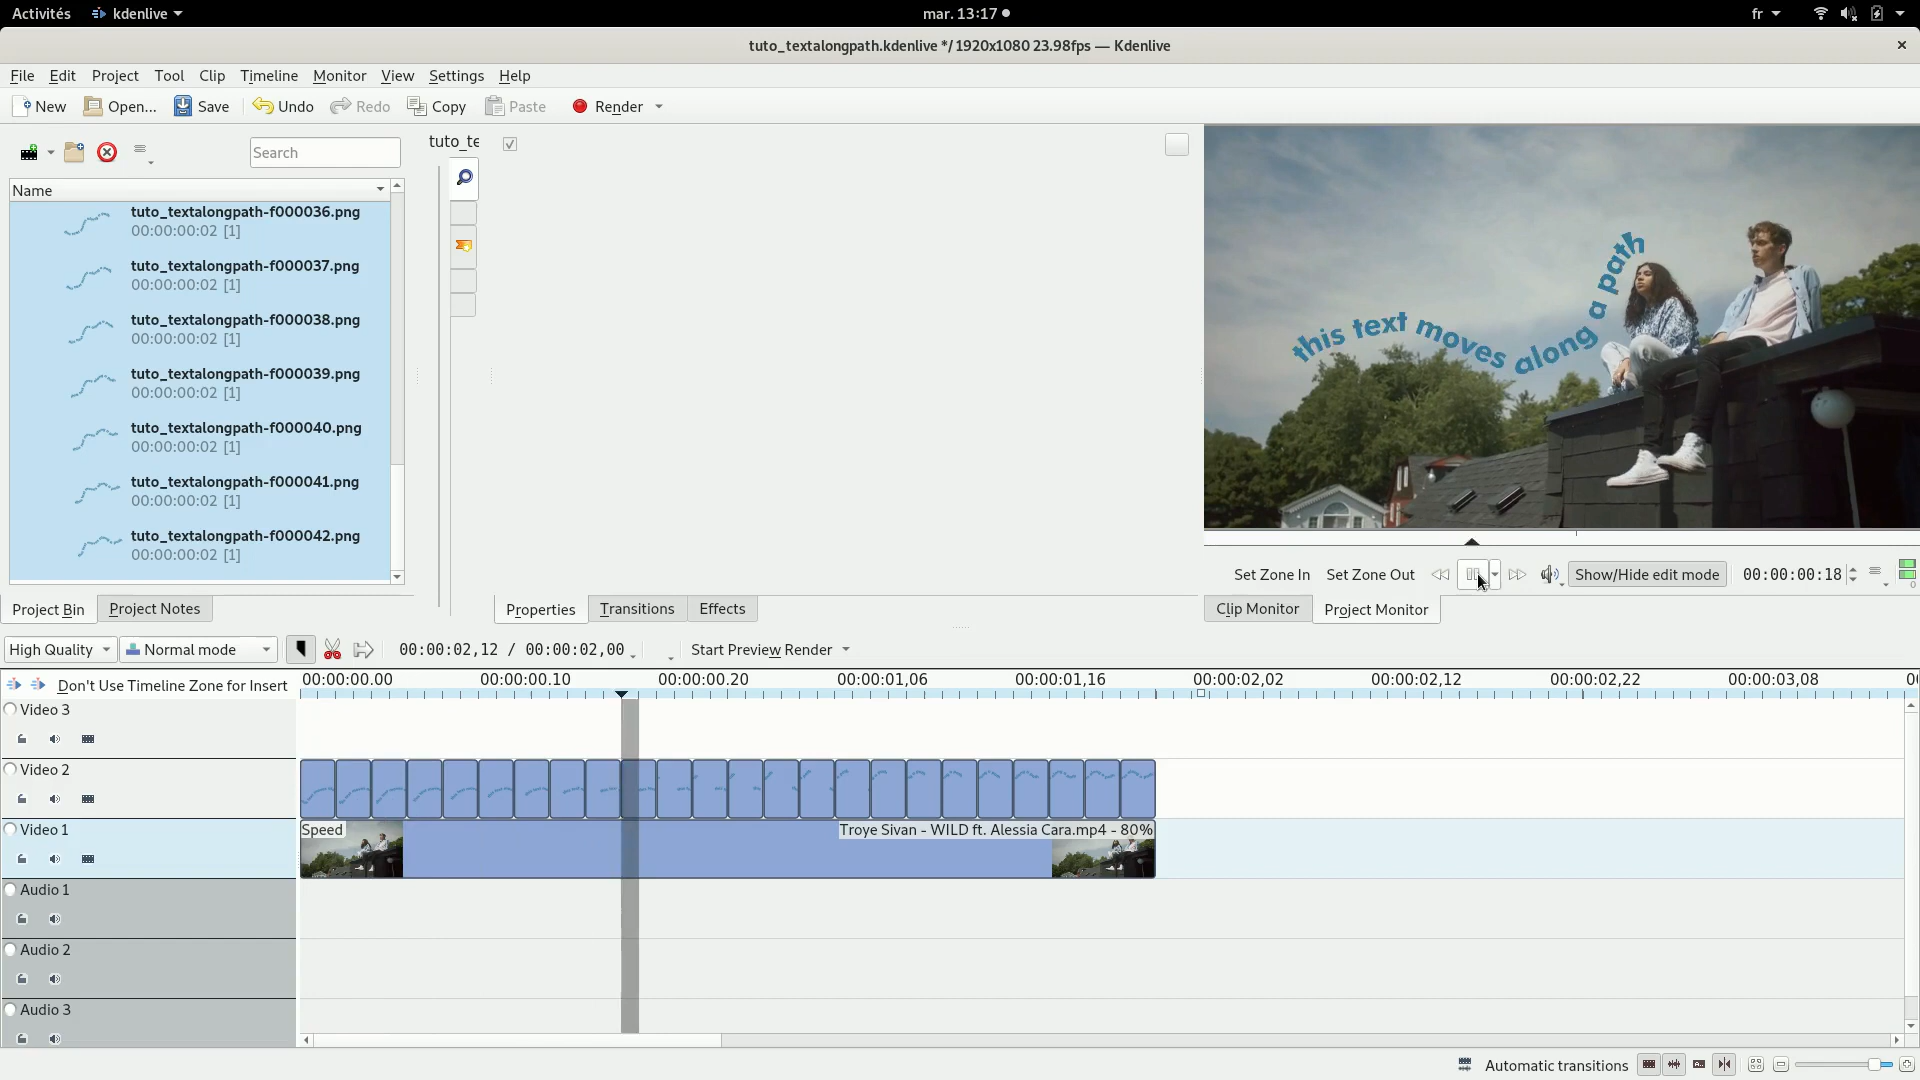 Activités kdenlive mar. 13:17 fr
tuto_textalongpath.kdenlive */ 1920x1080 23.98fps — Kdenlive
File Edit Project Tool Clip Timeline Monitor View Settings Help
New Open... Save Undo Redo Copy Paste Render
Search
tuto_te
Name
tuto_textalongpath-f000036.png
00:00:00:02 [1]
tuto_textalongpath-f000037.png
00:00:00:02 [1]
tuto_textalongpath-f000038.png
00:00:00:02 [1]
tuto_textalongpath-f000039.png
00:00:00:02 [1]
tuto_textalongpath-f000040.png
00:00:00:02 [1]
tuto_textalongpath-f000041.png
00:00:00:02 [1]
tuto_textalongpath-f000042.png
00:00:00:02 [1]
this text moves along a path
Set Zone In Set Zone Out Show/Hide edit mode 00:00:00:18
0
Project Bin Project Notes Properties Transitions Effects Clip Monitor Project Monitor
High Quality Normal mode 00:00:02,12 / 00:00:02,00 Start Preview Render
Don't Use Timeline Zone for Insert
00:00:00.00 00:00:00.10 00:00:00.20 00:00:01,06 00:00:01,16 00:00:02,02 00:00:02,12 00:00:02,22 00:00:03,08 0
Video 3
Video 2
Video 1
Speed Troye Sivan - WILD ft. Alessia Cara.mp4 - 80%
Audio 1
Audio 2
Audio 3
Automatic transitions